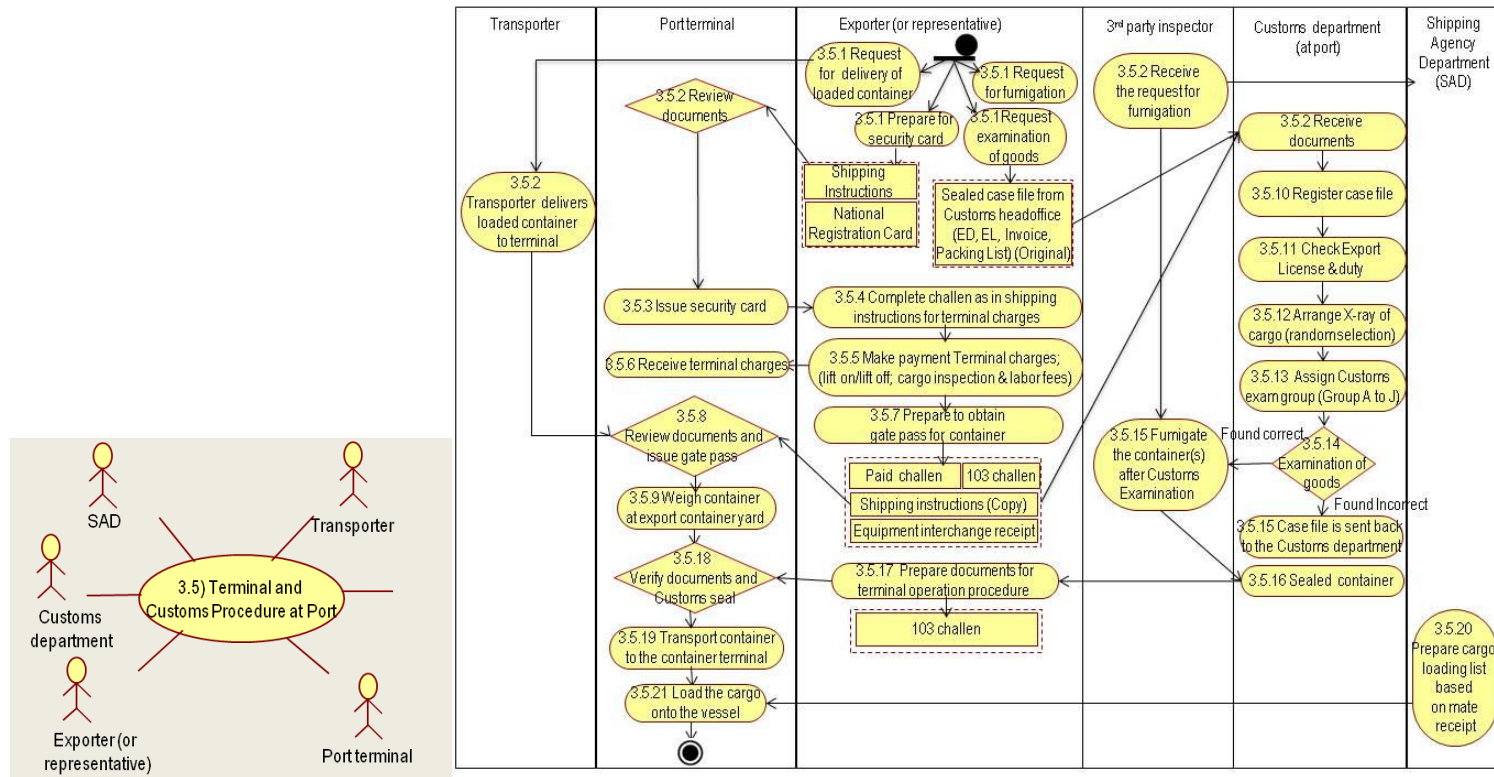 SAD
Transporter
Customs
department
3.5) Terminal and
Customs Procedure at Port
Exporter (or
representative)
Port terminal
Transporter
Port terminal
Exporter (or representative)
3rd party inspector
Customs department
(at port)
Shipping
Agency
Department
(SAD)
3.5.1 Request
for delivery of
loaded container
3.5.1 Request
for fumigation
3.5.1 Prepare for
security card
3.5.1 Request
examination
of goods
3.5.2 Review
documents
3.5.2 Receive
the request for
fumigation
3.5.2 Receive
documents
3.5.2
Transporter delivers
loaded container
to terminal
Shipping
Instructions
National
Registration Card
Sealed case file from
Customs headoffice
(ED, EL, Invoice,
Packing List) (Original)
3.5.10 Register case file
3.5.11 Check Export
License & duty
3.5.3 Issue security card
3.5.4 Complete challen as in shipping
instructions for terminal charges
3.5.12 Arrange X-ray of
cargo (random selection)
3.5.6 Receive terminal charges
3.5.5 Make payment Terminal charges;
(lift on/lift off; cargo inspection & labor fees)
3.5.13 Assign Customs
exam group (Group A to J)
3.5.8
Review documents and
issue gate pass
3.5.7 Prepare to obtain
gate pass for container
3.5.15 Fumigate
the container(s)
after Customs
Examination
Found correct
3.5.14
Examination of
goods
Found Incorrect
Paid challen
103 challen
Shipping instructions (Copy)
Equipment interchange receipt
3.5.9 Weigh container
at export container yard
3.5.15 Case file is sent back
to the Customs department
3.5.18
Verify documents and
Customs seal
3.5.17 Prepare documents for
terminal operation procedure
3.5.16 Sealed container
103 challen
3.5.19 Transport container
to the container terminal
3.5.20
Prepare cargo
loading list
based
on mate
receipt
3.5.21 Load the cargo
onto the vessel